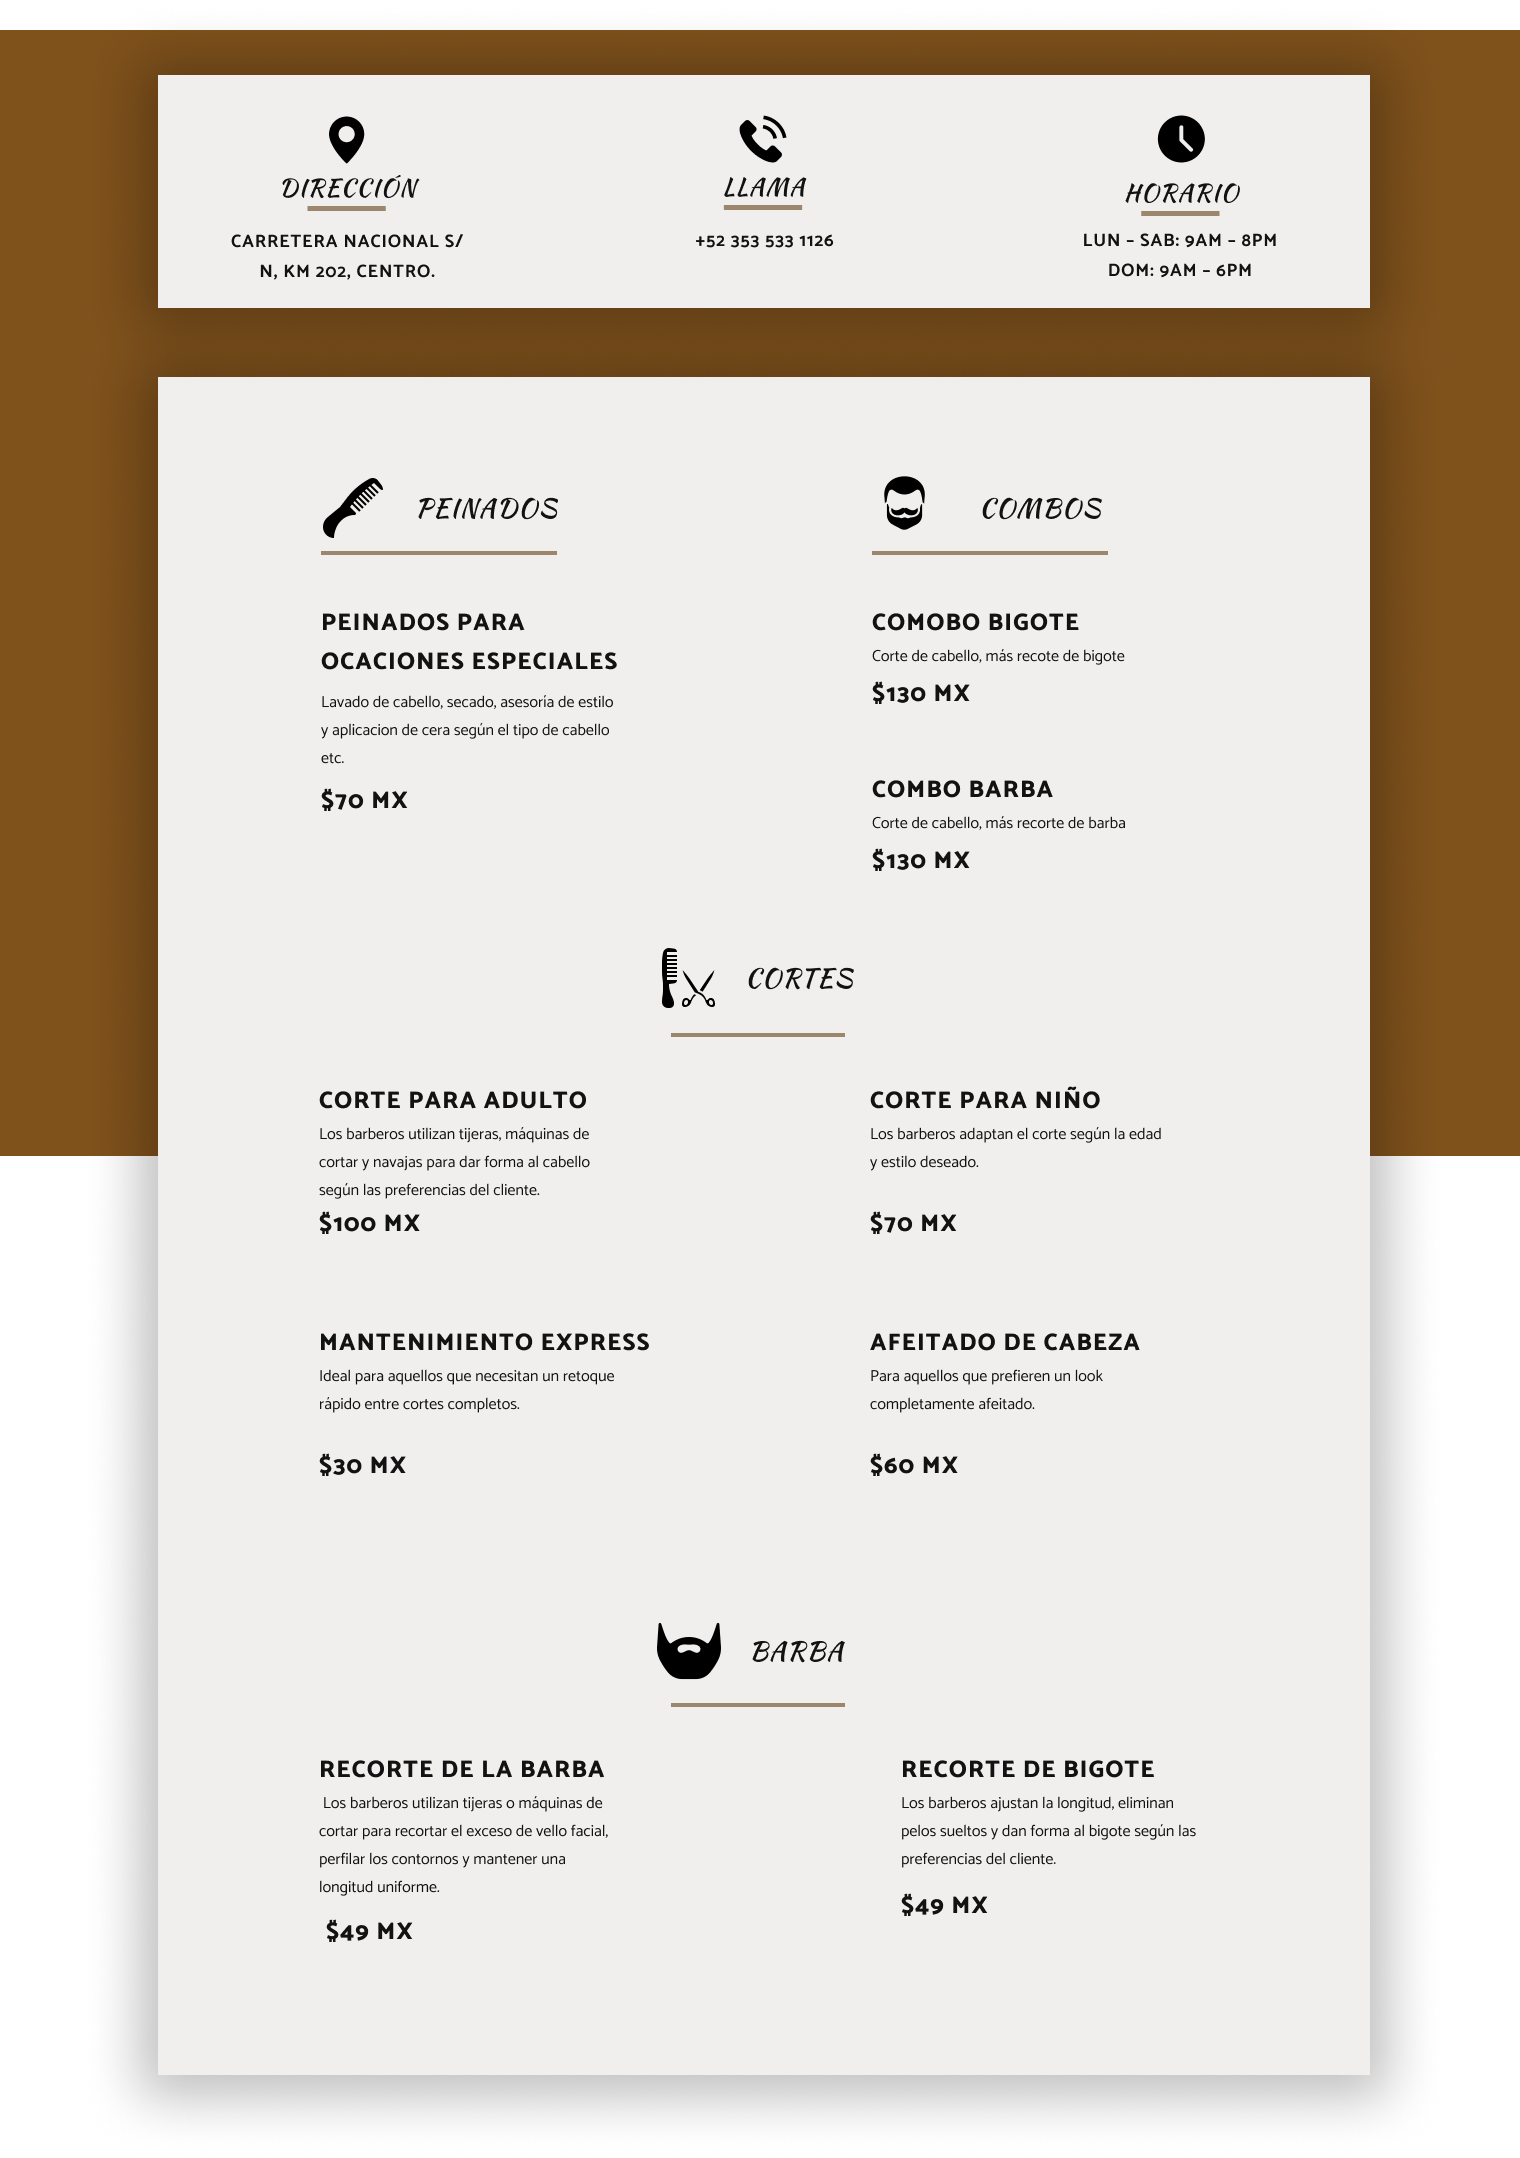 DIRECCIÓN
CARRETERA NACIONAL S/
N, KM 202, CENTRO.
LLAMA
+52 353 533 1126
HORARIO
LUN – SAB: 9AM – 8PM
DOM: 9AM – 6PM
PEINADOS
PEINADOS PARA
OCACIONES ESPECIALES
Lavado de cabello, secado, asesoría de estilo
y aplicacion de cera según el tipo de cabello
etc.
$70 MX
COMBOS
COMOBO BIGOTE
Corte de cabello, más recote de bigote
$130 MX
COMBO BARBA
Corte de cabello, más recorte de barba
$130 MX
CORTES
CORTE PARA ADULTO
Los barberos utilizan tijeras, máquinas de
cortar y navajas para dar forma al cabello
según las preferencias del cliente.
$100 MX
CORTE PARA NIÑO
Los barberos adaptan el corte según la edad
y estilo deseado.
$70 MX
MANTENIMIENTO EXPRESS
Ideal para aquellos que necesitan un retoque
rápido entre cortes completos.
$30 MX
AFEITADO DE CABEZA
Para aquellos que prefieren un look
completamente afeitado.
$60 MX
BARBA
RECORTE DE LA BARBA
Los barberos utilizan tijeras o máquinas de
cortar para recortar el exceso de vello facial,
perfilar los contornos y mantener una
longitud uniforme.
$49 MX
RECORTE DE BIGOTE
Los barberos ajustan la longitud, eliminan
pelos sueltos y dan forma al bigote según las
preferencias del cliente.
$49 MX